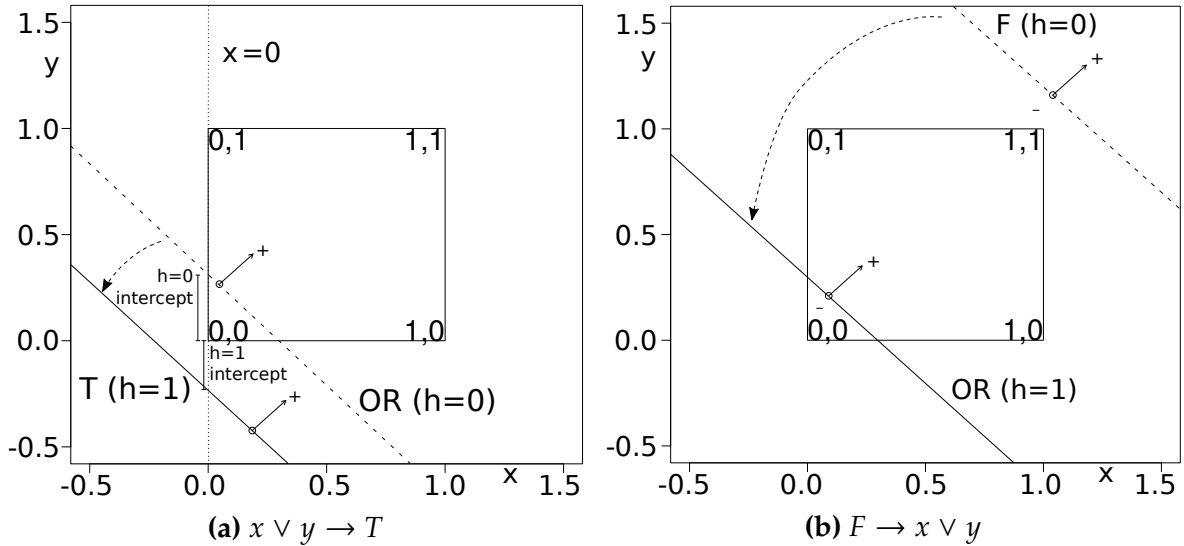 1.5
y
x=0
1.0
0,1
1,1
0.5
+
h=0
intercept
0,0
1,0
0.0
h=1
intercept
T (h=1)
+
OR (h=0)
-0.5
x
-0.5
0.0
0.5
1.0
1.5
(a) x ∨ y → T
1.5
y
F (h=0)
+
-
1.0
0,1
1,1
0.5
+
-
0,0
1,0
0.0
OR (h=1)
-0.5
x
-0.5
0.0
0.5
1.0
1.5
(b) F → x ∨ y